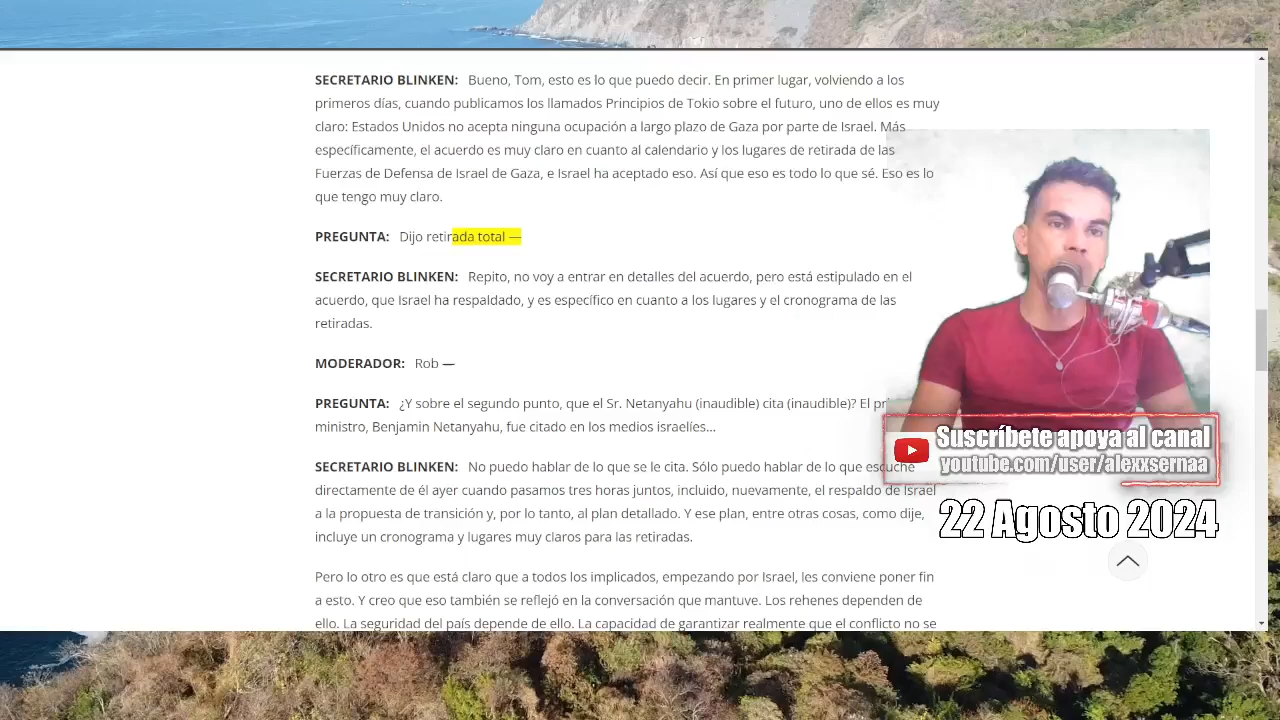 SECRETARIO BLINKEN: Bueno, Tom, esto es lo que puedo decir. En primer lugar, volviendo a los
primeros días, cuando publicamos los llamados Principios de Tokio sobre el futuro, uno de ellos es muy
claro: Estados Unidos no acepta ninguna ocupación a largo plazo de Gaza por parte de Israel. Más
específicamente, el acuerdo es muy claro en cuanto al calendario y los lugares de retirada de las
Fuerzas de Defensa de Israel de Gaza, e Israel ha aceptado eso. Así que eso es todo lo que sé. Eso es lo
que tengo muy claro.
PREGUNTA: Dijo retirada total —
SECRETARIO BLINKEN: Repito, no voy a entrar en detalles del acuerdo, pero está estipulado en el
acuerdo, que Israel ha respaldado, y es específico en cuanto a los lugares y el cronograma de las
retiradas.
MODERADOR: Rob —
PREGUNTA: ¿Y sobre el segundo punto, que el Sr. Netanyahu (inaudible) cita (inaudible)? El
ministro, Benjamín Netanyahu, fue citado en los medios israelíes...
SECRETARIO BLINKEN: No puedo hablar de lo que se le cita. Sólo puedo hablar de lo que escuché
directamente de él ayer cuando pasamos tres horas juntos, incluido, nuevamente, el respaldo de Israel
a la propuesta de transición y, por lo tanto, al plan detallado. Y ese plan, entre otras cosas, como dije,
incluye un cronograma y lugares muy claros para las retiradas.
Pero lo otro es que está claro que a todos los implicados, empezando por Israel, les conviene poner fin
a esto. Y creo que eso también se reflejó en la conversación que mantuve. Los rehenes dependen de
ello. La seguridad del país depende de ello. La capacidad de garantizar realmente que el conflicto no se
Suscríbete apoya al canal
youtube.com/user/alexxsernaa
22 Agosto 2024